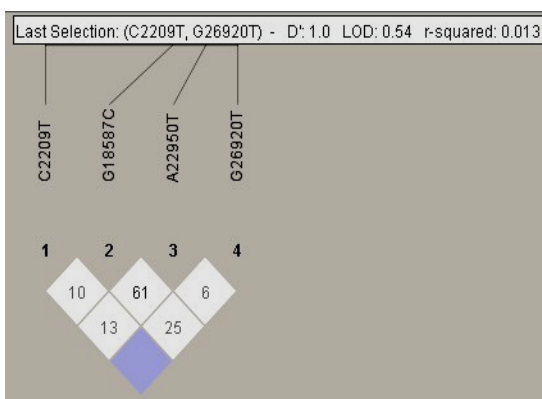 Last Selection: (C2209T, G26920T) - D': 1.0 LOD: 0.54 r-squared: 0.013
C2209T
G18587C
A22950T
G26920T
1 2 3 4
10 61 6
13 25